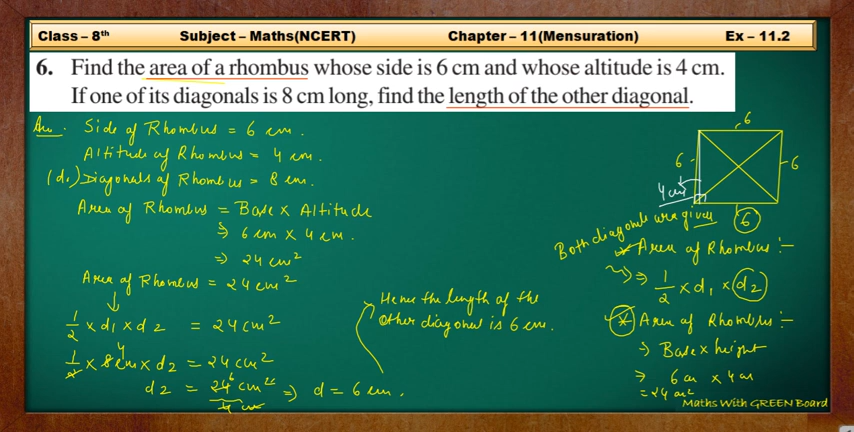 Class – 8th Subject – Maths(NCERT) Chapter – 11(Mensuration) Ex – 11.2
6. Find the area of a rhombus whose side is 6 cm and whose altitude is 4 cm.
If one of its diagonals is 8 cm long, find the length of the other diagonal.
Ans. Side of Rhombus = 6 cm.
Altitude of Rhombus = 4 cm.
(d1) Diagonals of Rhombus = 8 cm.
Area of Rhombus = Base × Altitude
⇒ 6 cm × 4 cm.
⇒ 24 cm²
Area of Rhombus = 24 cm²
↓
1/2 × d1 × d2 = 24 cm²
1/2 × 8 4 cm × d2 = 24 cm²
d2 = 24 6 cm² / 4 cm ⇒ d = 6 cm.
Hence the length of the
other diagonal is 6 cm.
6
6
6
4 cm
6
Both diagonals are given
* Area of Rhombus :-
⇒ 1/2 × d1 × d2
* Area of Rhombus :-
→ Base × height
⇒ 6 cm × 4 cm
= 24 cm²
Maths With GREEN Board